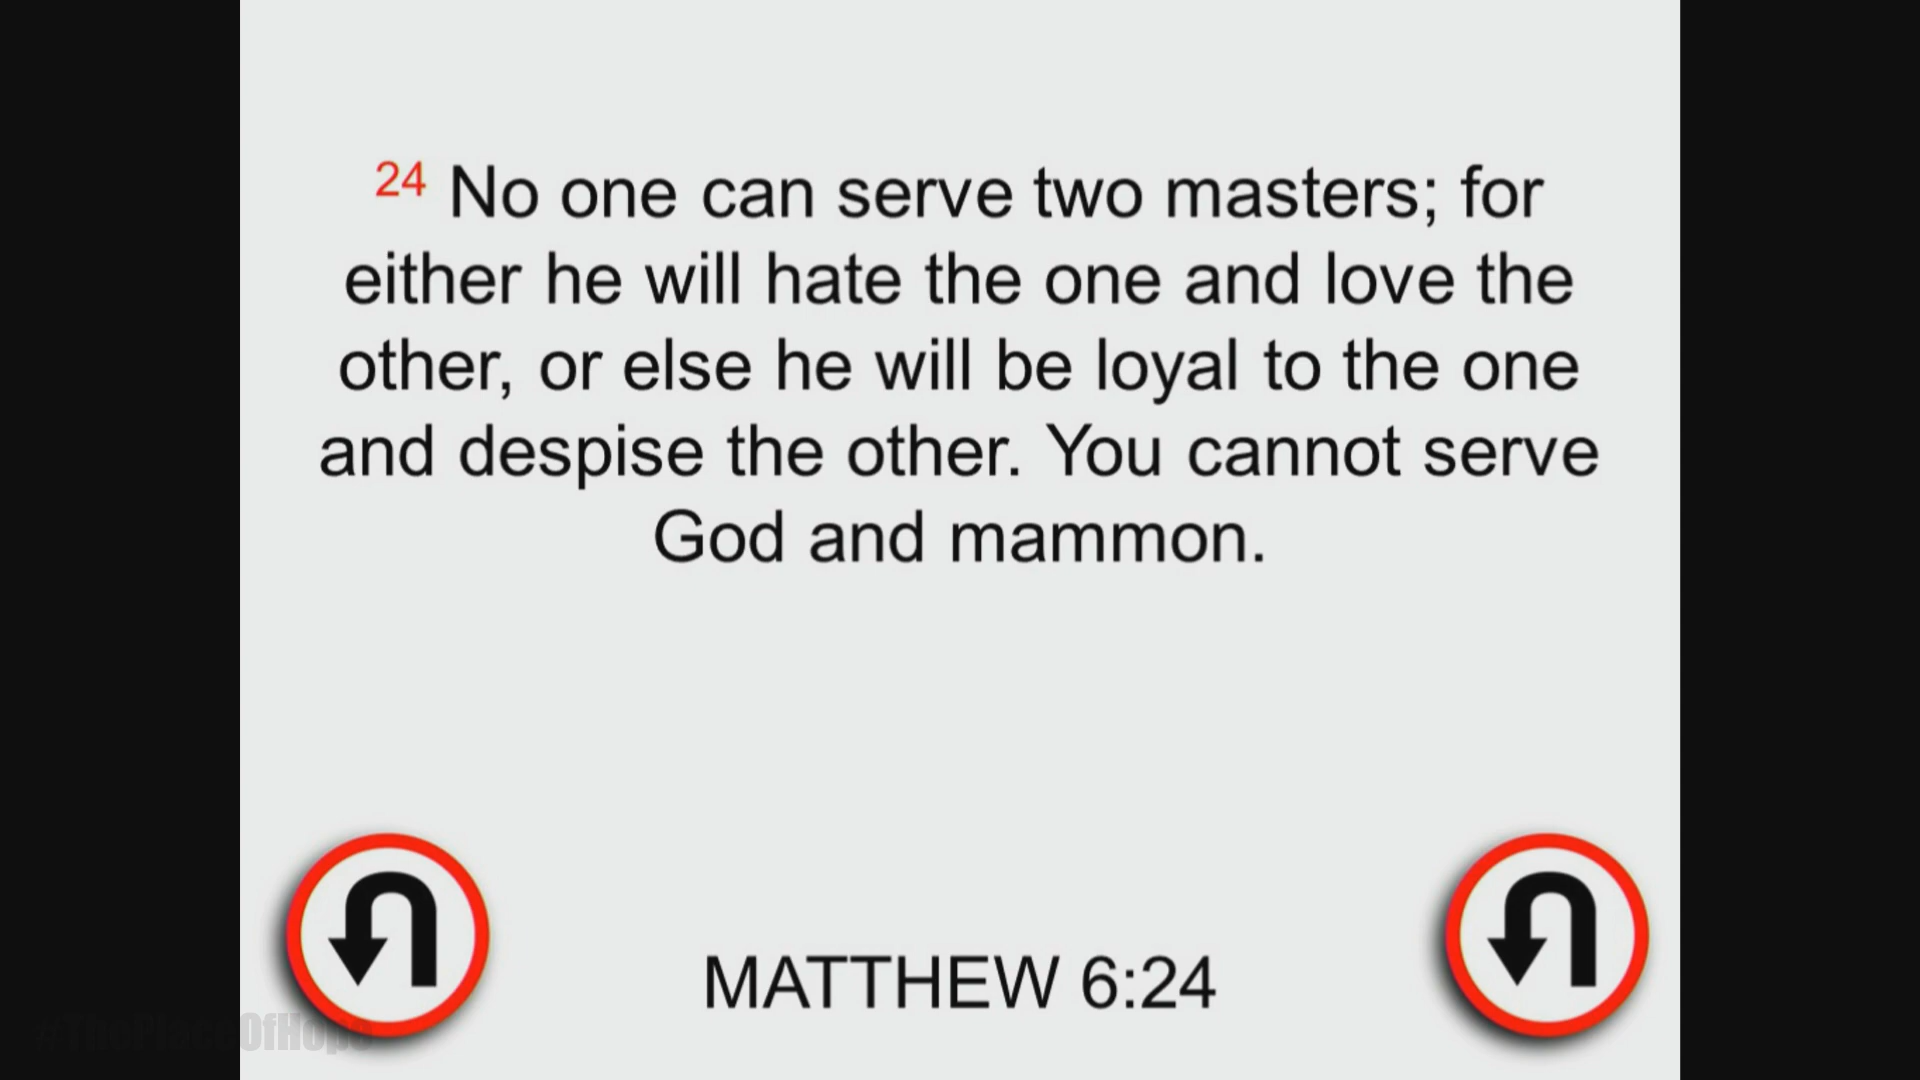 24 No one can serve two masters; for
either he will hate the one and love the
other, or else he will be loyal to the one
and despise the other. You cannot serve
God and mammon.
MATTHEW 6:24
#ThePlaceOfHope